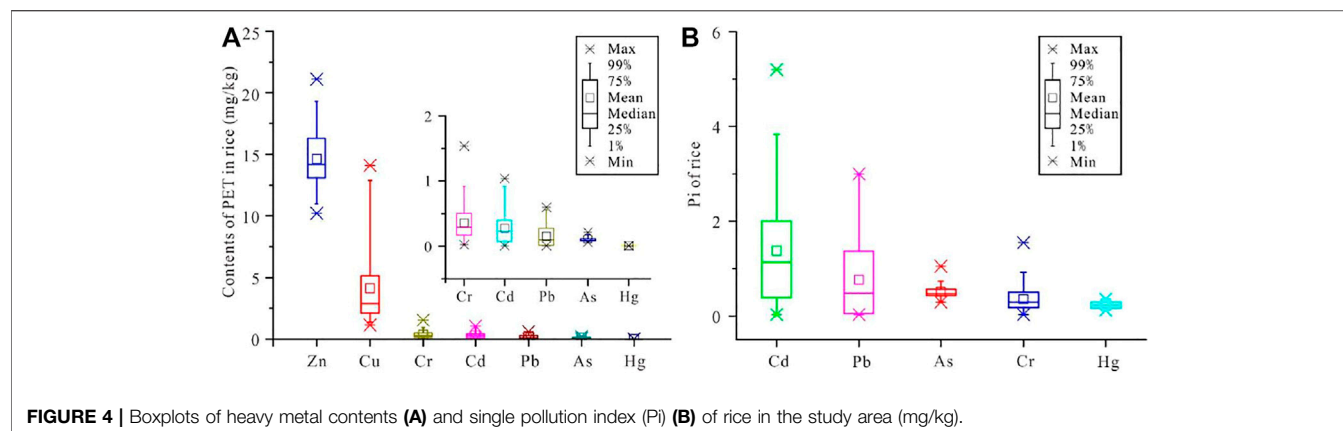 A
Contents of PET in rice (mg/kg)
25
20
15
10
5
0
Zn Cu Cr Cd Pb As Hg
Max
99%
75%
Mean
Median
25%
1%
Min
2
1
0
Cr Cd Pb As Hg
B
Pi of rice
6
4
2
0
Cd Pb As Cr Hg
Max
99%
75%
Mean
Median
25%
1%
Min
FIGURE 4 | Boxplots of heavy metal contents (A) and single pollution index (Pi) (B) of rice in the study area (mg/kg).